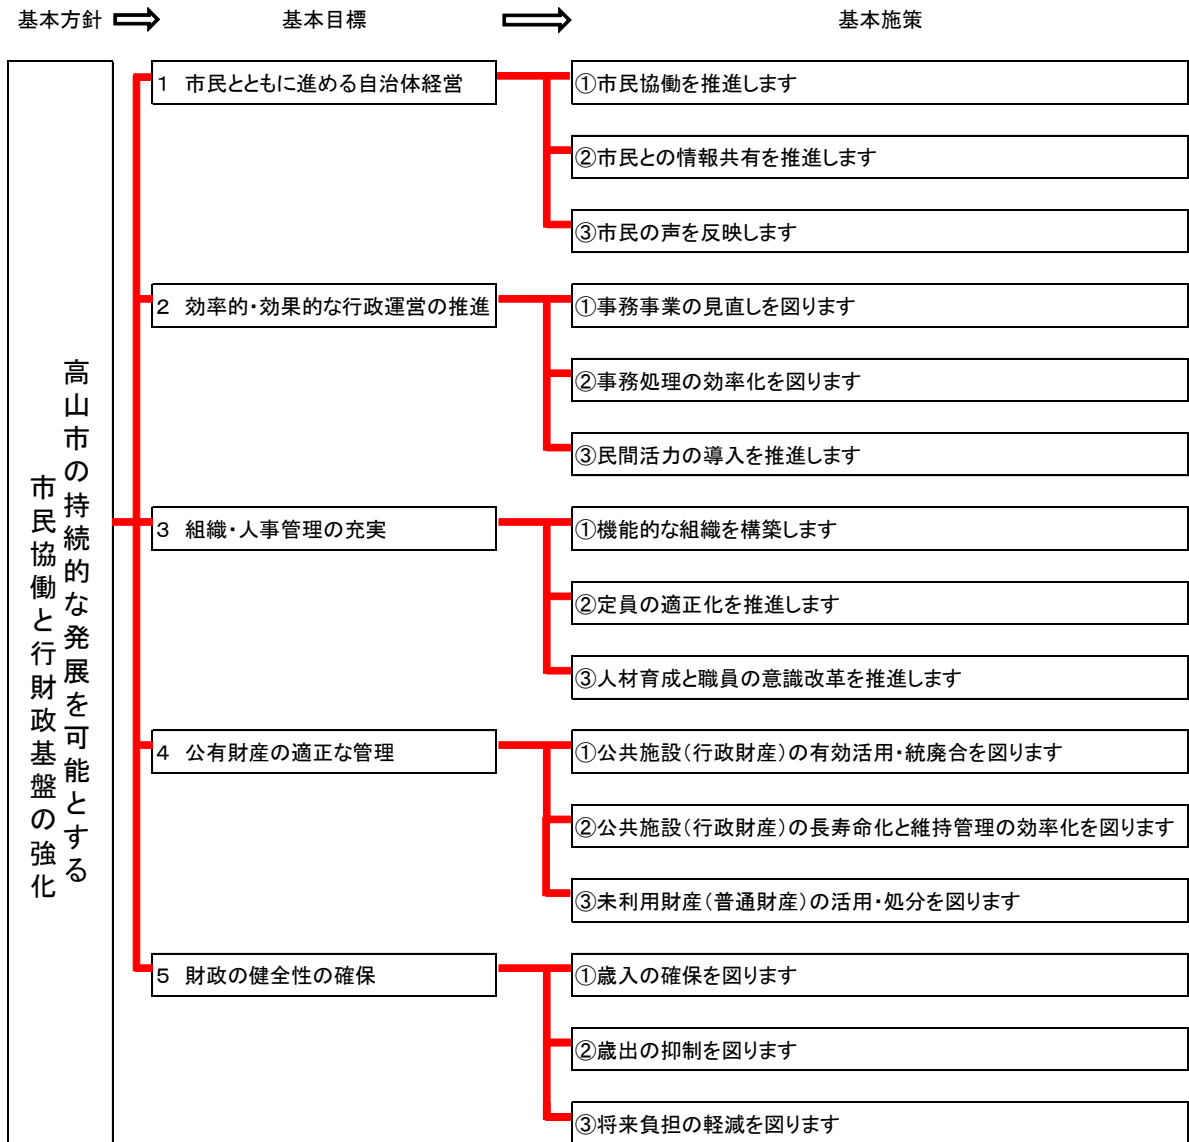 基本方針
基本目標
基本施策
高山市の持続的な発展を可能とする
市民協働と行財政基盤の強化
1 市民とともに進める自治体経営
①市民協働を推進します
②市民との情報共有を推進します
③市民の声を反映します
2 効率的・効果的な行政運営の推進
①事務事業の見直しを図ります
②事務処理の効率化を図ります
③民間活力の導入を推進します
3 組織・人事管理の充実
①機能的な組織を構築します
②定員の適正化を推進します
③人材育成と職員の意識改革を推進します
4 公有財産の適正な管理
①公共施設(行政財産)の有効活用・統廃合を図ります
②公共施設(行政財産)の長寿命化と維持管理の効率化を図ります
③未利用財産(普通財産)の活用・処分を図ります
5 財政の健全性の確保
①歳入の確保を図ります
②歳出の抑制を図ります
③将来負担の軽減を図ります